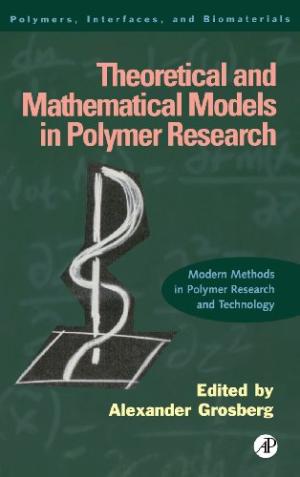 Polymers, Interfaces, and Biomaterials
Theoretical and
Mathematical Models
in Polymer Research
Modern Methods
in Polymer Research
and Technology
Edited by
Alexander Grosberg
AP